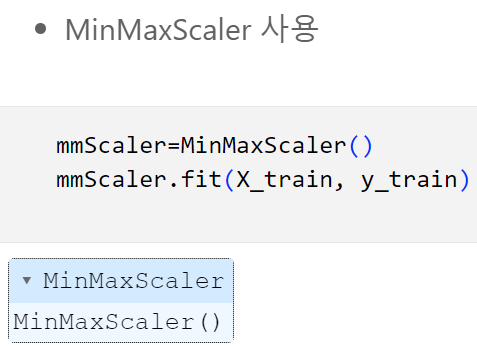 • MinMaxScaler 사용
mmScaler=MinMaxScaler()
mmScaler.fit(X_train, y_train)
▾ MinMaxScaler
MinMaxScaler()